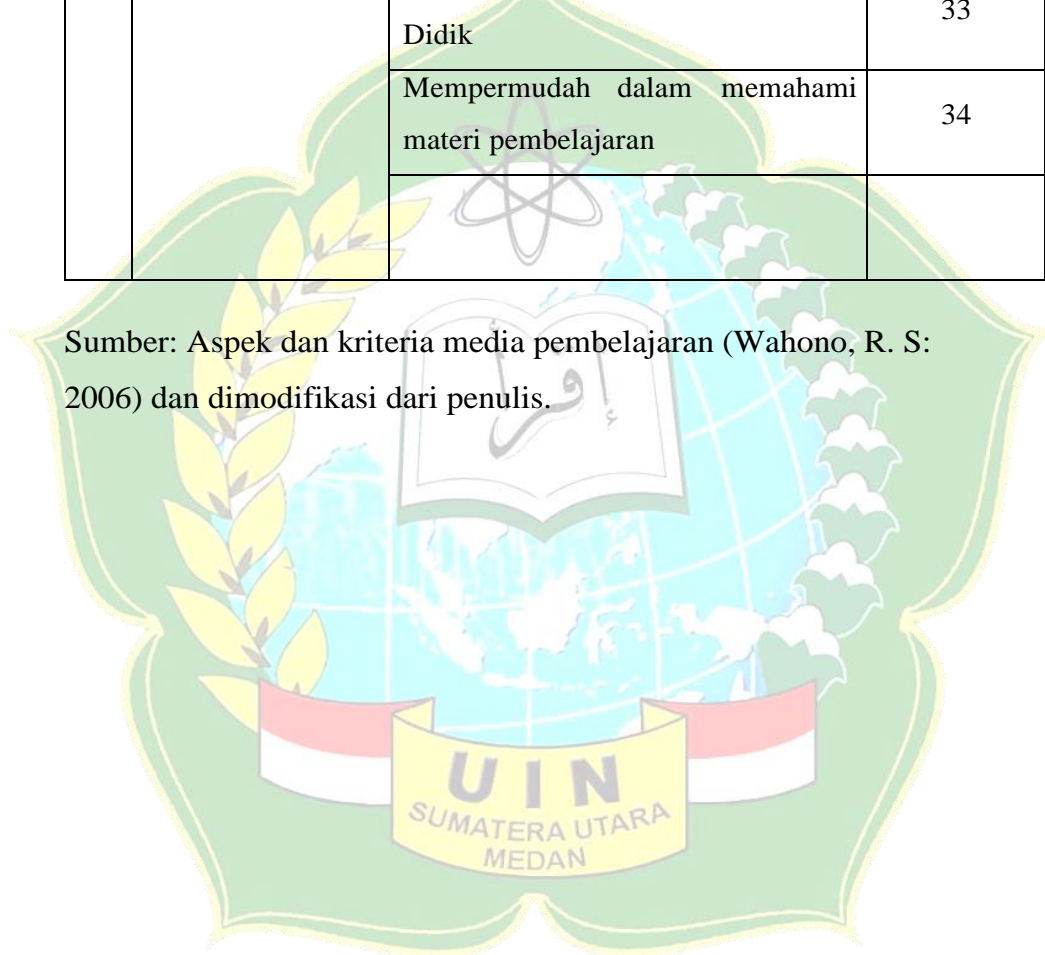 33
Didik
Mempermudah dalam memahami
materi pembelajaran
34
Sumber: Aspek dan kriteria media pembelajaran (Wahono, R. S:
2006) dan dimodifikasi dari penulis.
إقرأ
UIN
SUMATERA UTARA
MEDAN